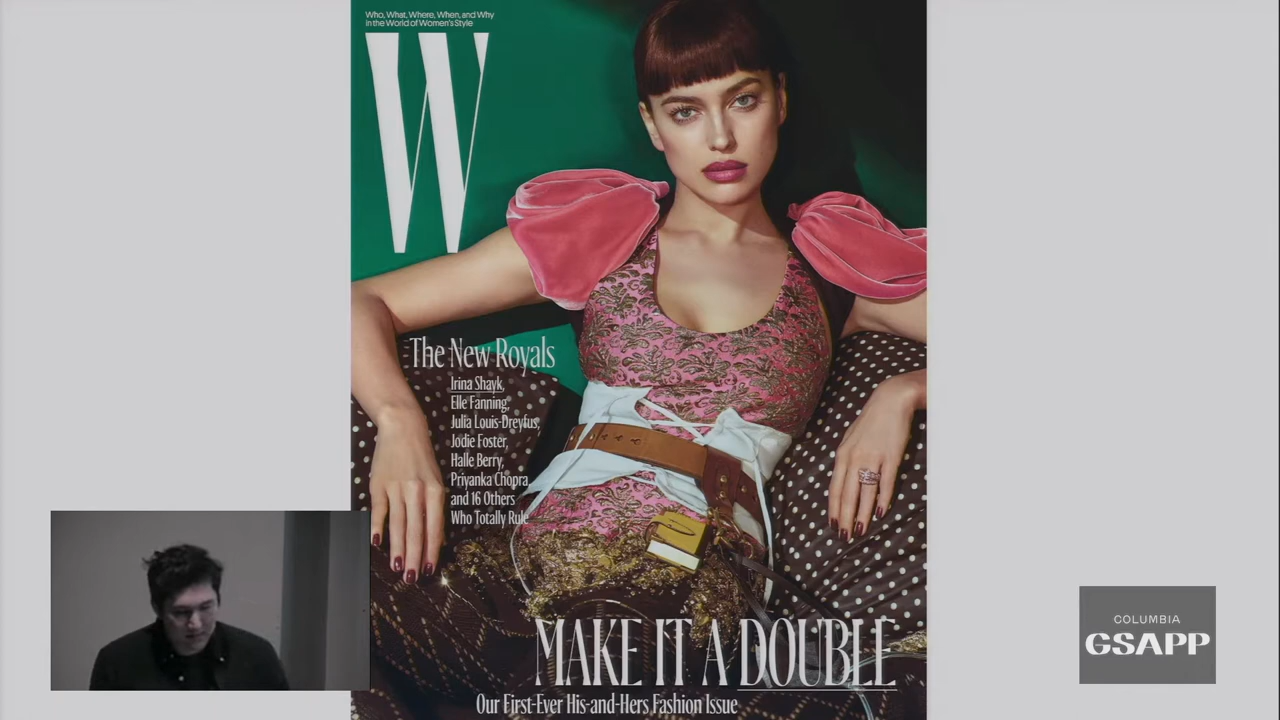 Who, What, Where, When, and Why
in the World of Women's Style
W
The New Royals
Irina Shayk,
Elle Fanning,
Julia Louis-Dreyfus,
Jodie Foster,
Halle Berry,
Priyanka Chopra
and 16 Others
Who Totally Rule
MAKE IT A DOUBLE
Our First-Ever His-and-Hers Fashion Issue
COLUMBIA
GSAPP